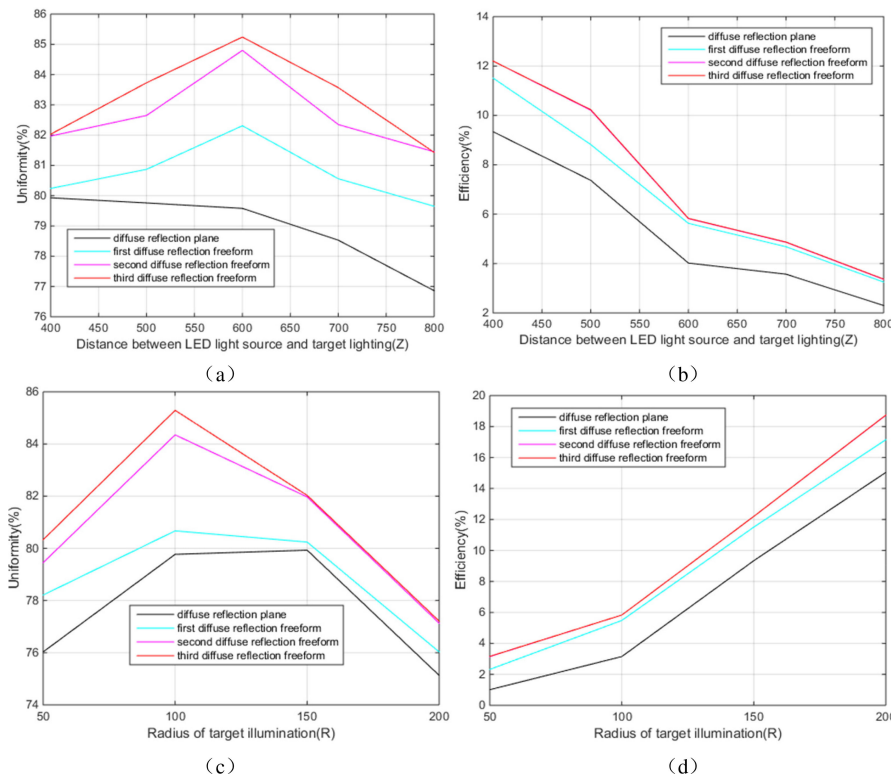 86
85
84
83
82
81
80
79
78
77
76
Uniformity(%)
diffuse reflection plane
first diffuse reflection freeform
second diffuse reflection freeform
third diffuse reflection freeform
400 450 500 550 600 650 700 750 800
Distance between LED light source and target lighting(Z)
(a)
14
12
10
8
6
4
2
Efficiency(%)
diffuse reflection plane
first diffuse reflection freeform
second diffuse reflection freeform
third diffuse reflection freeform
400 450 500 550 600 650 700 750 800
Distance between LED light source and target lighting(Z)
(b)
86
84
82
80
78
76
74
Uniformity(%)
diffuse reflection plane
first diffuse reflection freeform
second diffuse reflection freeform
third diffuse reflection freeform
50 100 150 200
Radius of target illumination(R)
(c)
20
18
16
14
12
10
8
6
4
2
0
Efficiency(%)
diffuse reflection plane
first diffuse reflection freeform
second diffuse reflection freeform
third diffuse reflection freeform
50 100 150 200
Radius of target illumination(R)
(d)